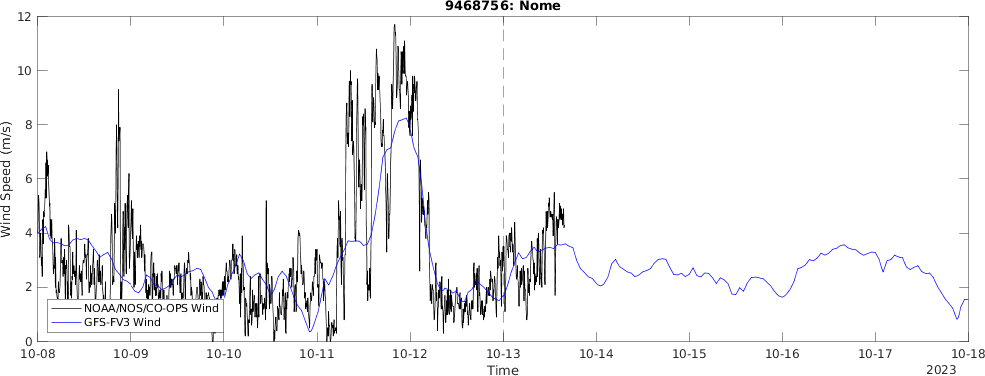 9468756: Nome
Wind Speed (m/s)
12
10
8
6
4
2
0
NOAA/NOS/CO-OPS Wind
GFS-FV3 Wind
10-08 10-09 10-10 10-11 10-12 10-13 10-14 10-15 10-16 10-17 10-18
Time
2023